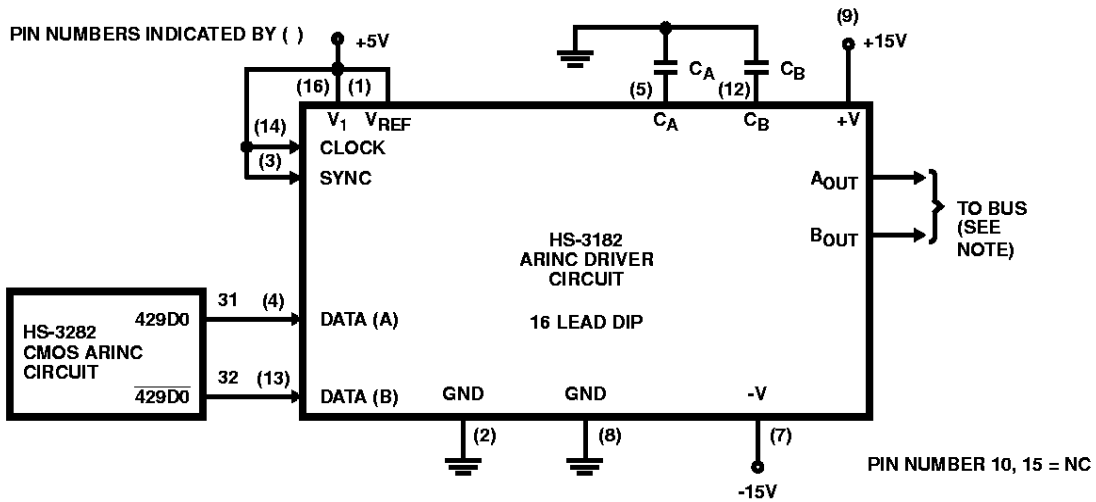 PIN NUMBERS INDICATED BY ( )
+5V
(9)
+15V
(16) (1)
(5) CA
(12) CB
V1 VREF
CA CB +V
(14)
CLOCK
(3)
SYNC
AOUT
BOUT
TO BUS
(SEE
NOTE)
HS-3182
ARINC DRIVER
CIRCUIT
16 LEAD DIP
HS-3282
CMOS ARINC
CIRCUIT
429D0
31 (4)
DATA (A)
429D0
32 (13)
DATA (B)
GND GND -V
(2) (8) (7)
-15V
PIN NUMBER 10, 15 = NC